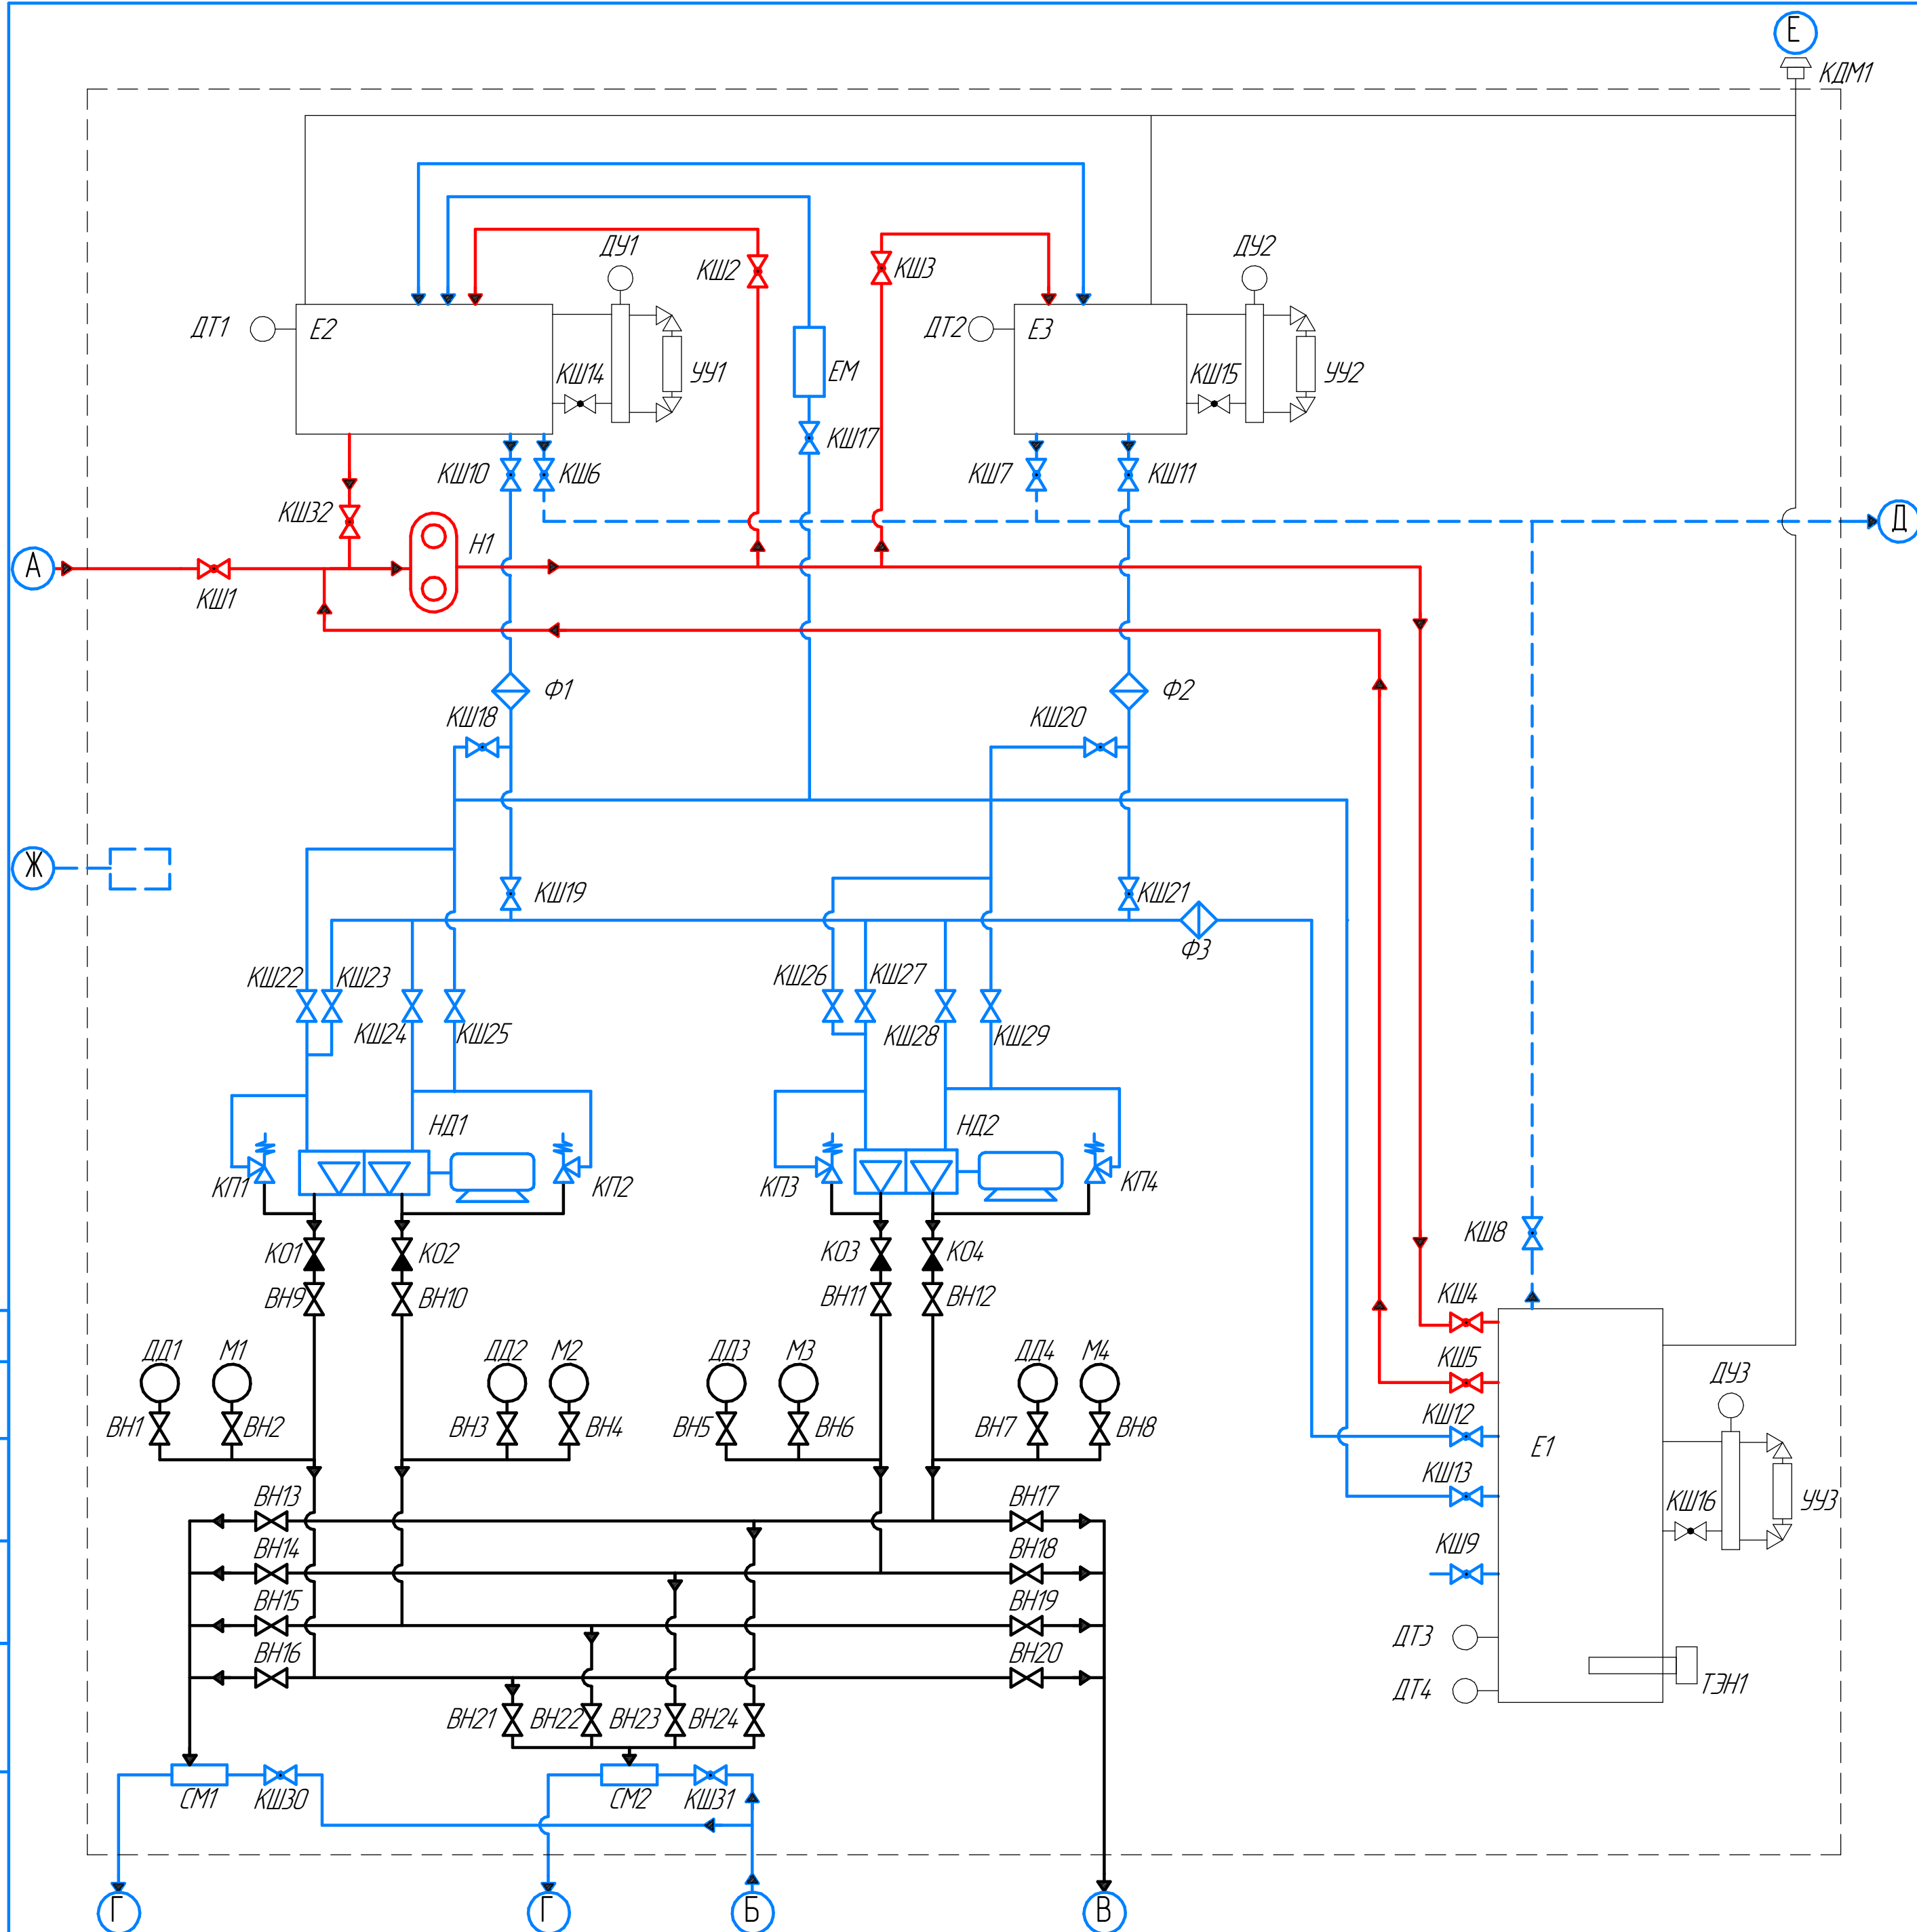 Е
КДМ1
ДУ1
ДУ2
КШ2
КШ3
ДТ1
Е2
ДТ2
Е3
КШ14
УУ1
ЕМ
КШ15
УУ2
КШ17
КШ10
КШ6
КШ7
КШ11
КШ32
Н1
Д
А
КШ1
Ф1
Ф2
КШ18
КШ20
Ж
КШ19
КШ21
Ф3
КШ22
КШ23
КШ26
КШ27
КШ24
КШ25
КШ28
КШ29
НД1
НД2
КП1
КП2
КП3
КП4
КШ8
КО1
КО2
КО3
КО4
ВН9
ВН10
ВН11
ВН12
КШ4
ДД1
М1
ДД2
М2
ДД3
М3
ДД4
М4
КШ5
ДУ3
ВН1
ВН2
ВН3
ВН4
ВН5
ВН6
ВН7
ВН8
КШ12
Е1
КШ13
ВН13
ВН17
КШ16
УУ3
ВН14
ВН18
КШ9
ВН15
ВН19
ДТ3
ВН16
ВН20
ДТ4
ТЭН1
ВН21
ВН22
ВН23
ВН24
СМ1
КШ30
СМ2
КШ31
Г
Г
Б
В